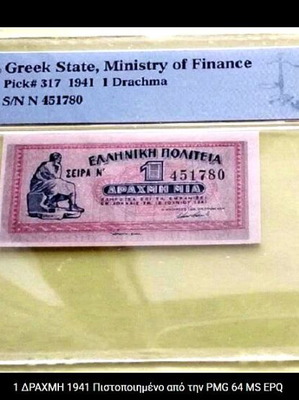 Greek State, Ministry of Finance
Pick# 317 1941 1 Drachma
S/N N 451780
ΕΛΛΗΝΙΚΗ ΠΟΛΙΤΕΙΑ
ΣΕΙΡΑ Ν' 1 451780
ΔΡΑΧΜΗ ΜΙΑ
1 ΔΡΑΧΜΗ 1941 Πιστοποιημένο από την PMG 64 MS EPQ